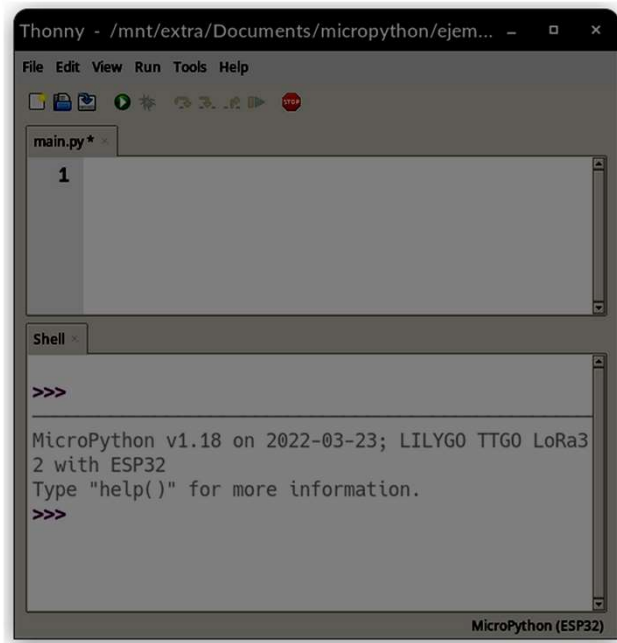 Thonny - /mnt/extra/Documents/micropython/ejem...
File Edit View Run Tools Help
STOP
main.py *
1
Shell
>>>
MicroPython v1.18 on 2022-03-23; LILYGO TTGO LoRa3
2 with ESP32
Type "help()" for more information.
>>>
MicroPython (ESP32)